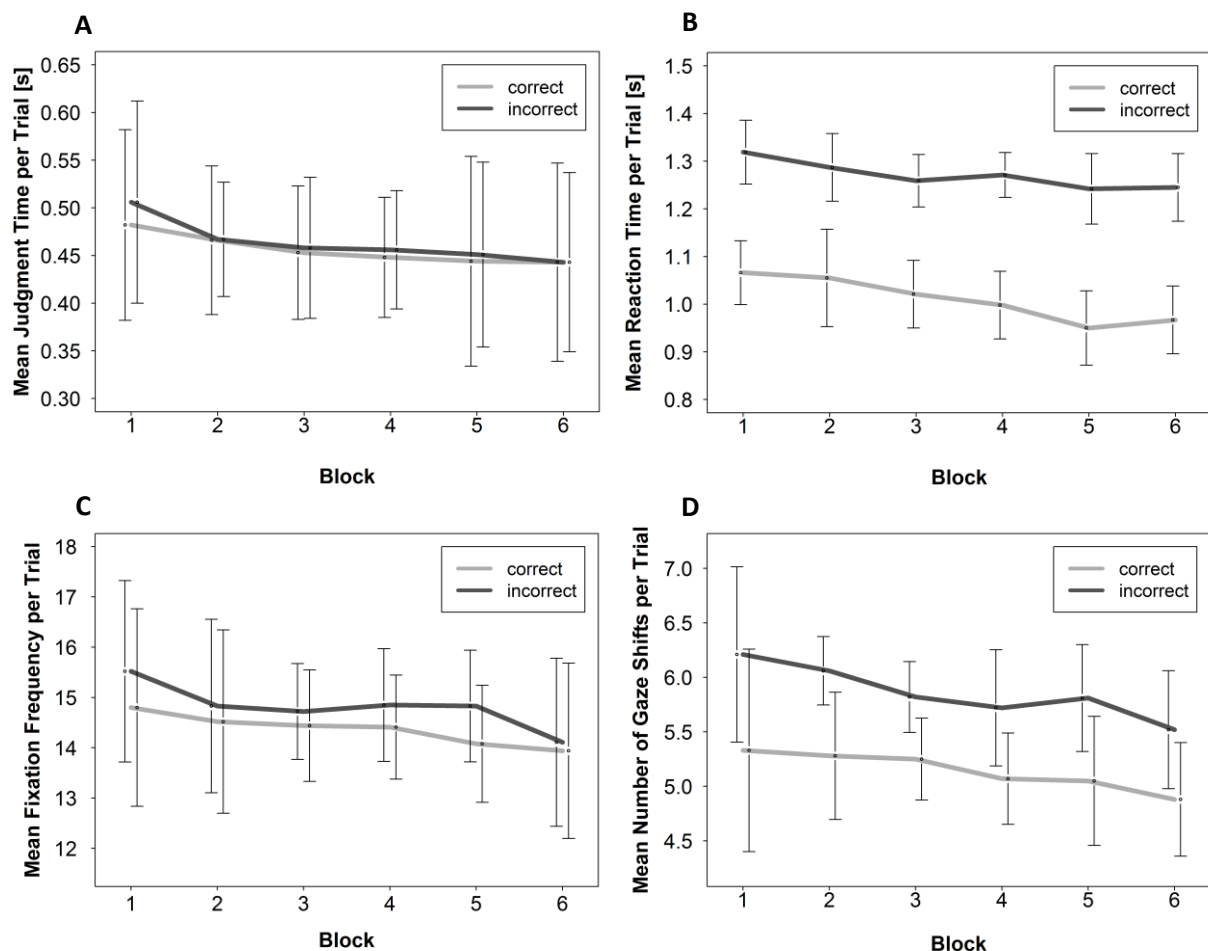 A
Mean Judgment Time per Trial [s]
0.65
0.60
0.55
0.50
0.45
0.40
0.35
0.30
correct
incorrect
1 2 3 4 5 6
Block
B
Mean Reaction Time per Trial [s]
1.5
1.4
1.3
1.2
1.1
1.0
0.9
0.8
correct
incorrect
1 2 3 4 5 6
Block
C
Mean Fixation Frequency per Trial
18
17
16
15
14
13
12
correct
incorrect
1 2 3 4 5 6
Block
D
Mean Number of Gaze Shifts per Trial
7.0
6.5
6.0
5.5
5.0
4.5
correct
incorrect
1 2 3 4 5 6
Block